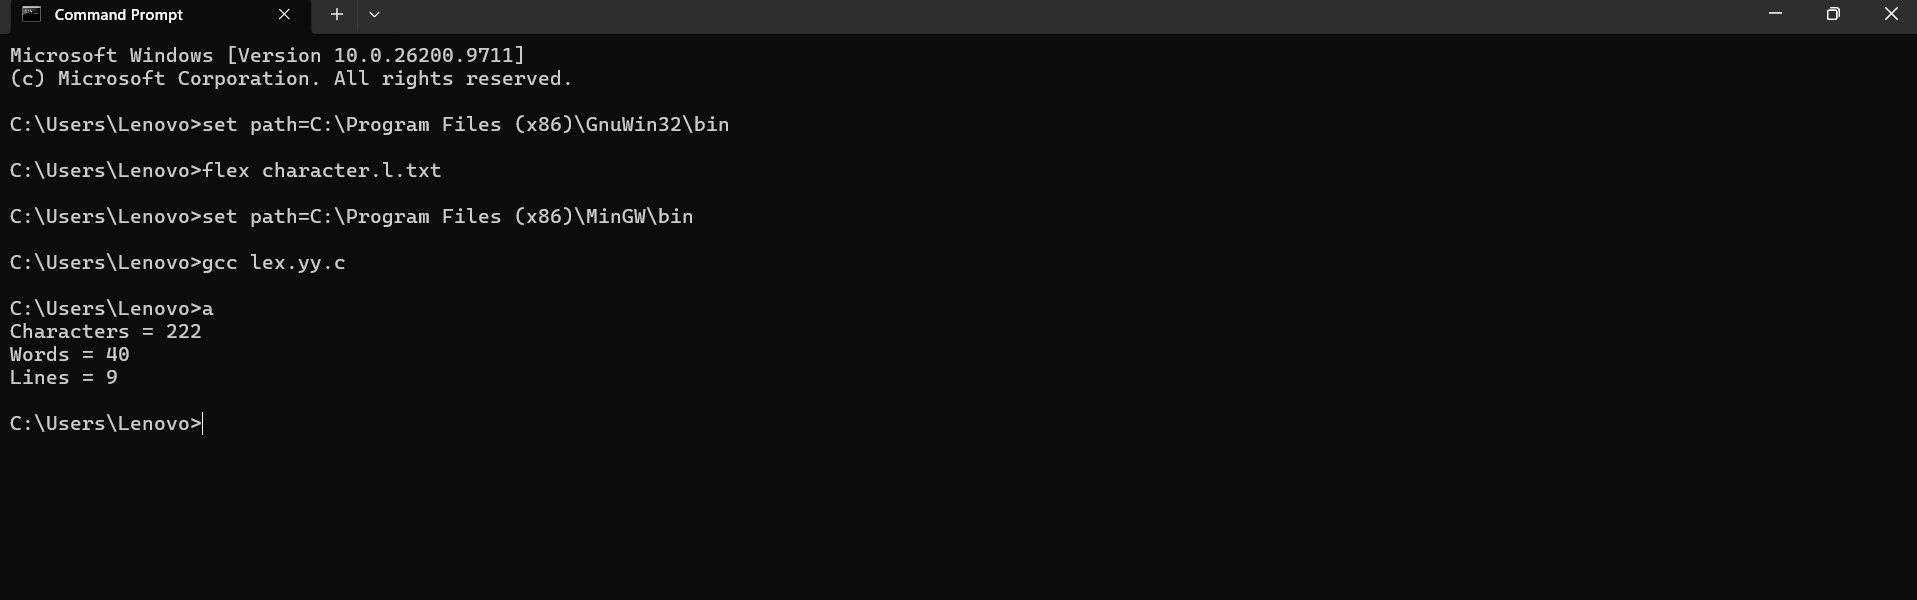 Command Prompt
Microsoft Windows [Version 10.0.26200.9711]
(c) Microsoft Corporation. All rights reserved.
C:\Users\Lenovo>set path=C:\Program Files (x86)\GnuWin32\bin
C:\Users\Lenovo>flex character.l.txt
C:\Users\Lenovo>set path=C:\Program Files (x86)\MinGW\bin
C:\Users\Lenovo>gcc lex.yy.c
C:\Users\Lenovo>a
Characters = 222
Words = 40
Lines = 9
C:\Users\Lenovo>